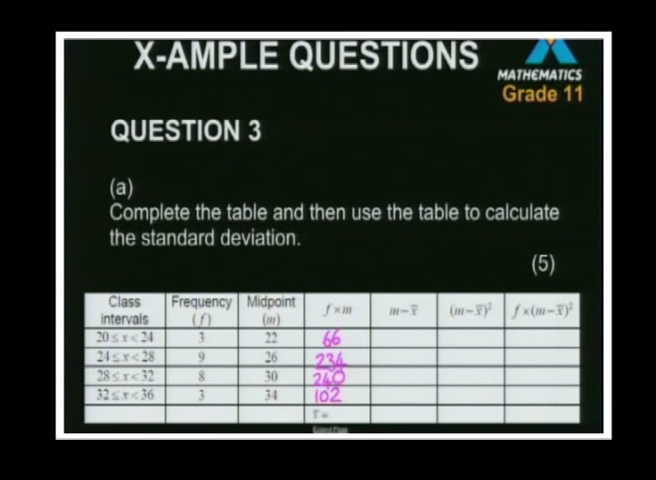 X-AMPLE QUESTIONS
MATHEMATICS
Grade 11
QUESTION 3
(a)
Complete the table and then use the table to calculate
the standard deviation.
(5)
Class intervals Frequency (f) Midpoint (m) f×m m−x̅ (m−x̅)² f×(m−x̅)²
20≤x<24 3 22 66
24≤x<28 9 26 234
28≤x<32 8 30 240
32≤x<36 3 34 102
x̅=